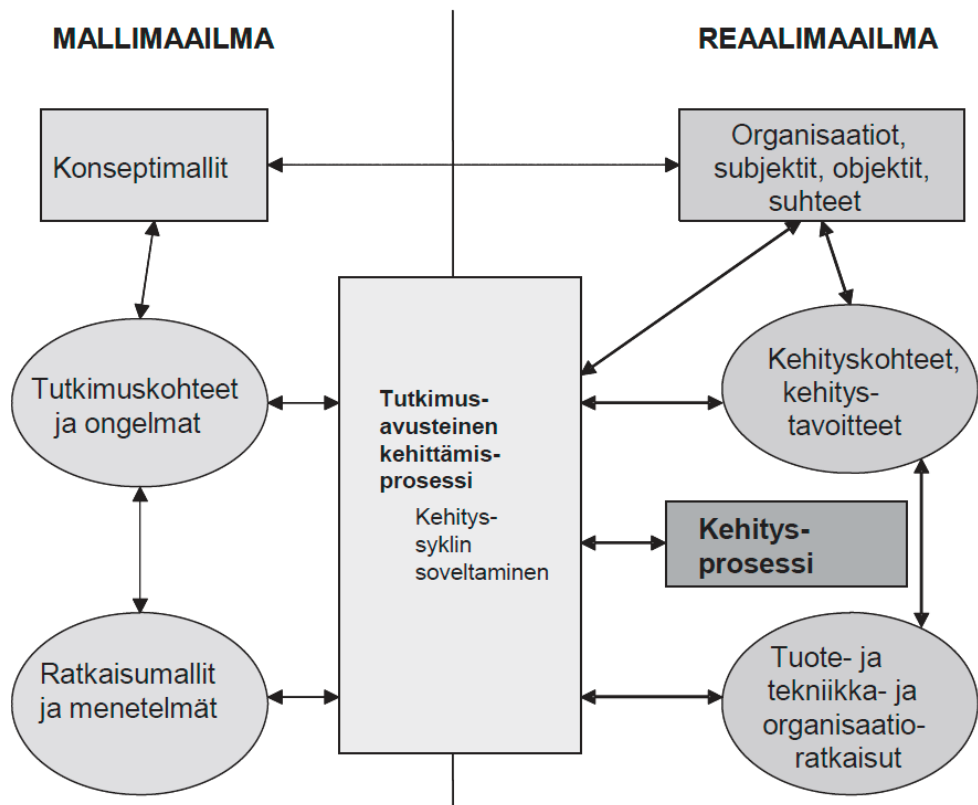 MALLIMAAILMA
REAALIMAAILMA
Konseptimallit
Organisaatiot,
subjektit, objektit,
suhteet
Tutkimuskohteet
ja ongelmat
Tutkimus-
avusteinen
kehittämis-
prosessi
Kehitys-
syklin
soveltaminen
Kehityskohteet,
kehitys-
tavoitteet
Kehitys-
prosessi
Ratkaisumallit
ja menetelmät
Tuote- ja
tekniikka- ja
organisaatio-
ratkaisut